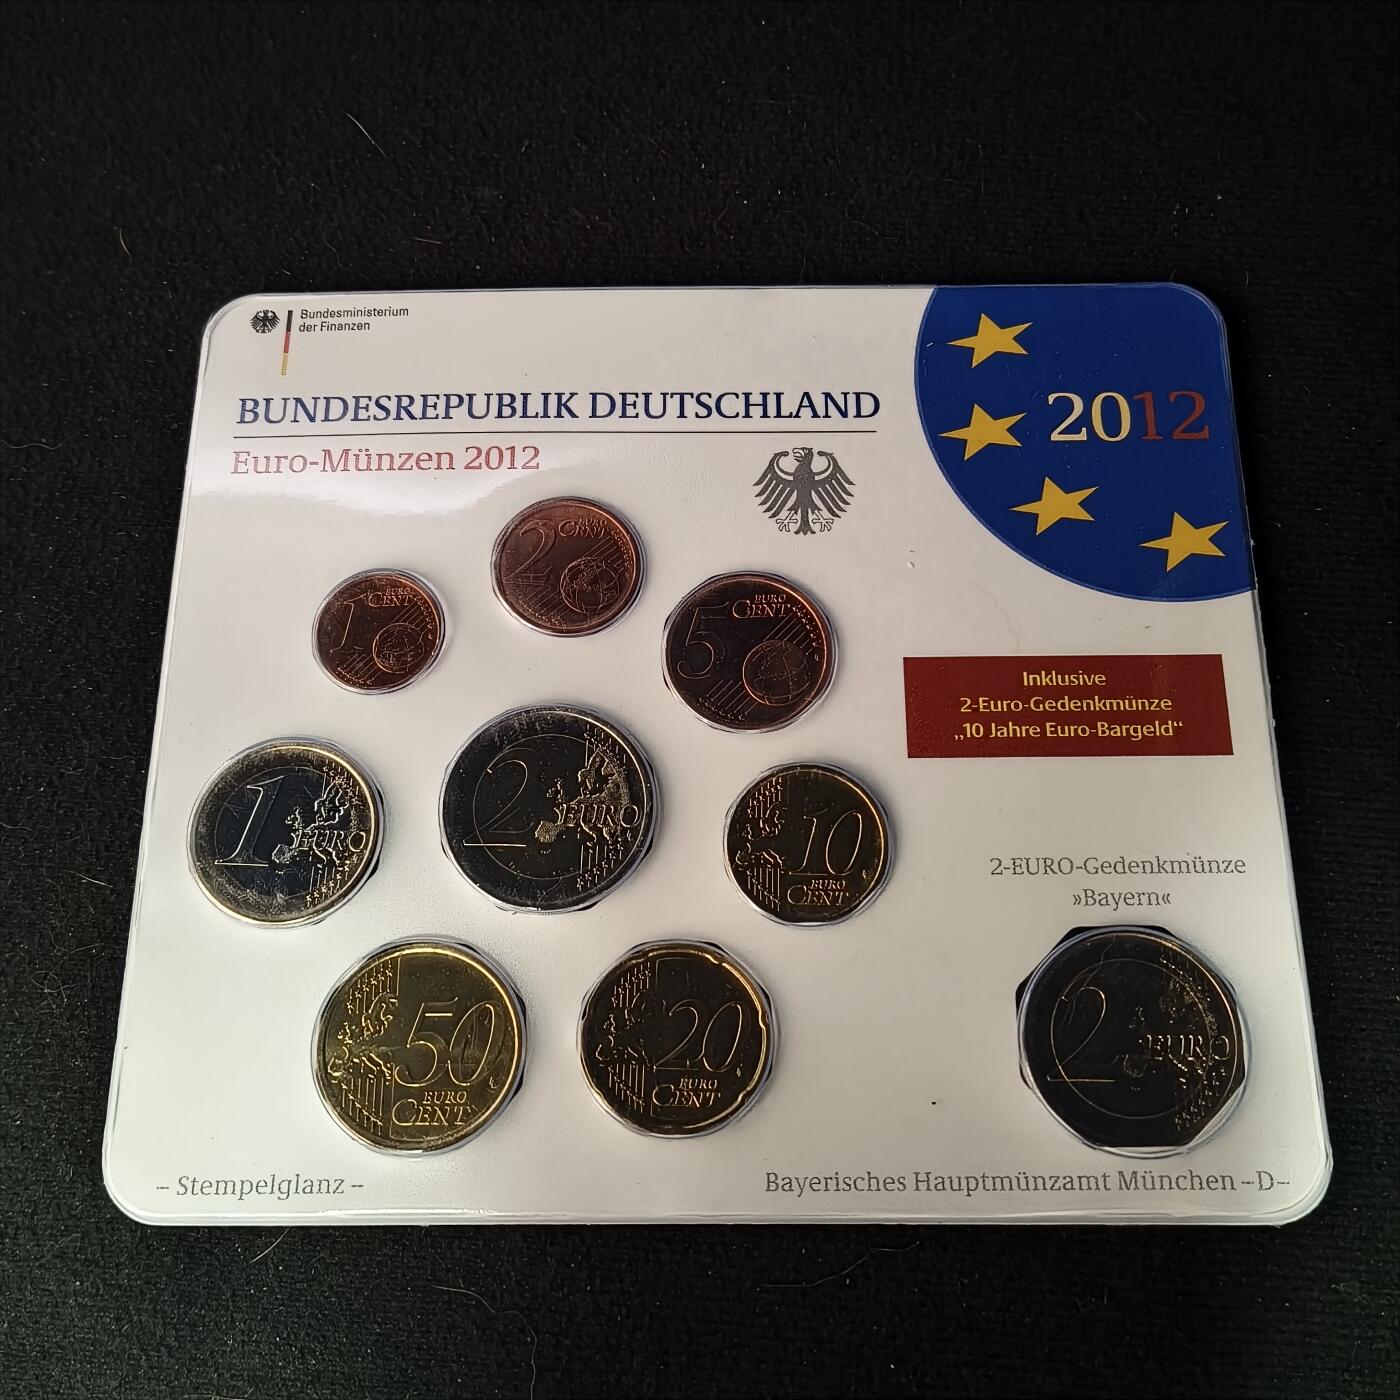 Bundesministerium
der Finanzen
BUNDESREPUBLIK DEUTSCHLAND
Euro-Münzen 2012
2012
2 EURO
CENT
1 EURO
CENT
5 EURO
CENT
Inklusive
2-Euro-Gedenkmünze
„10 Jahre Euro-Bargeld“
1 EURO
2 EURO
10
EURO
CENT
2-EURO-Gedenkmünze
»Bayern«
50
EURO
CENT
20
EURO
CENT
2 EURO
– Stempelglanz –
Bayerisches Hauptmünzamt München –D–